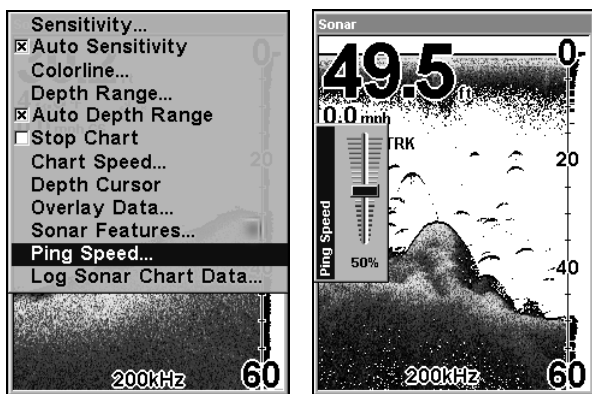 Sensitivity...
Auto Sensitivity
Colorline...
Depth Range...
Auto Depth Range
Stop Chart
Chart Speed...
Depth Cursor
Overlay Data...
Sonar Features...
Ping Speed...
Log Sonar Chart Data...
0
20
200kHz
60
Sonar
49.5 ft
0.0 mph
TRK
0
20
40
Ping Speed
50%
200kHz
60